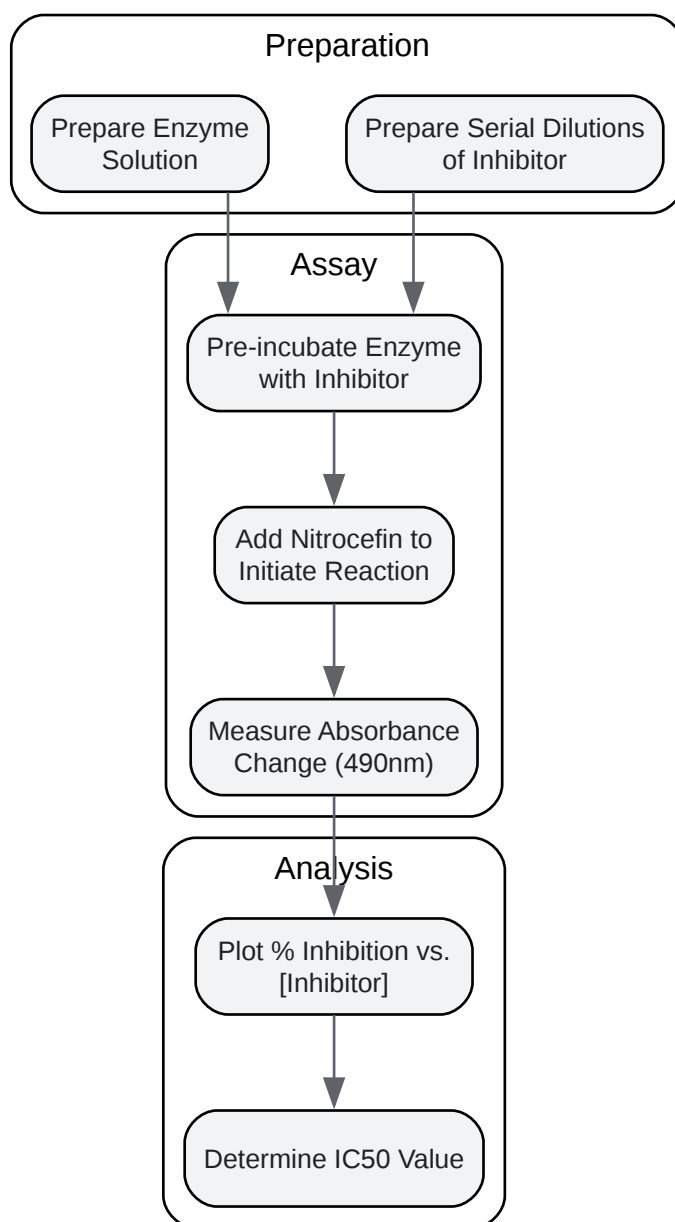 Preparation
Prepare Enzyme
Solution
Prepare Serial Dilutions
of Inhibitor
Assay
Pre-incubate Enzyme
with Inhibitor
Add Nitrocefin to
Initiate Reaction
Measure Absorbance
Change (490nm)
Analysis
Plot % Inhibition vs.
[Inhibitor]
Determine IC50 Value